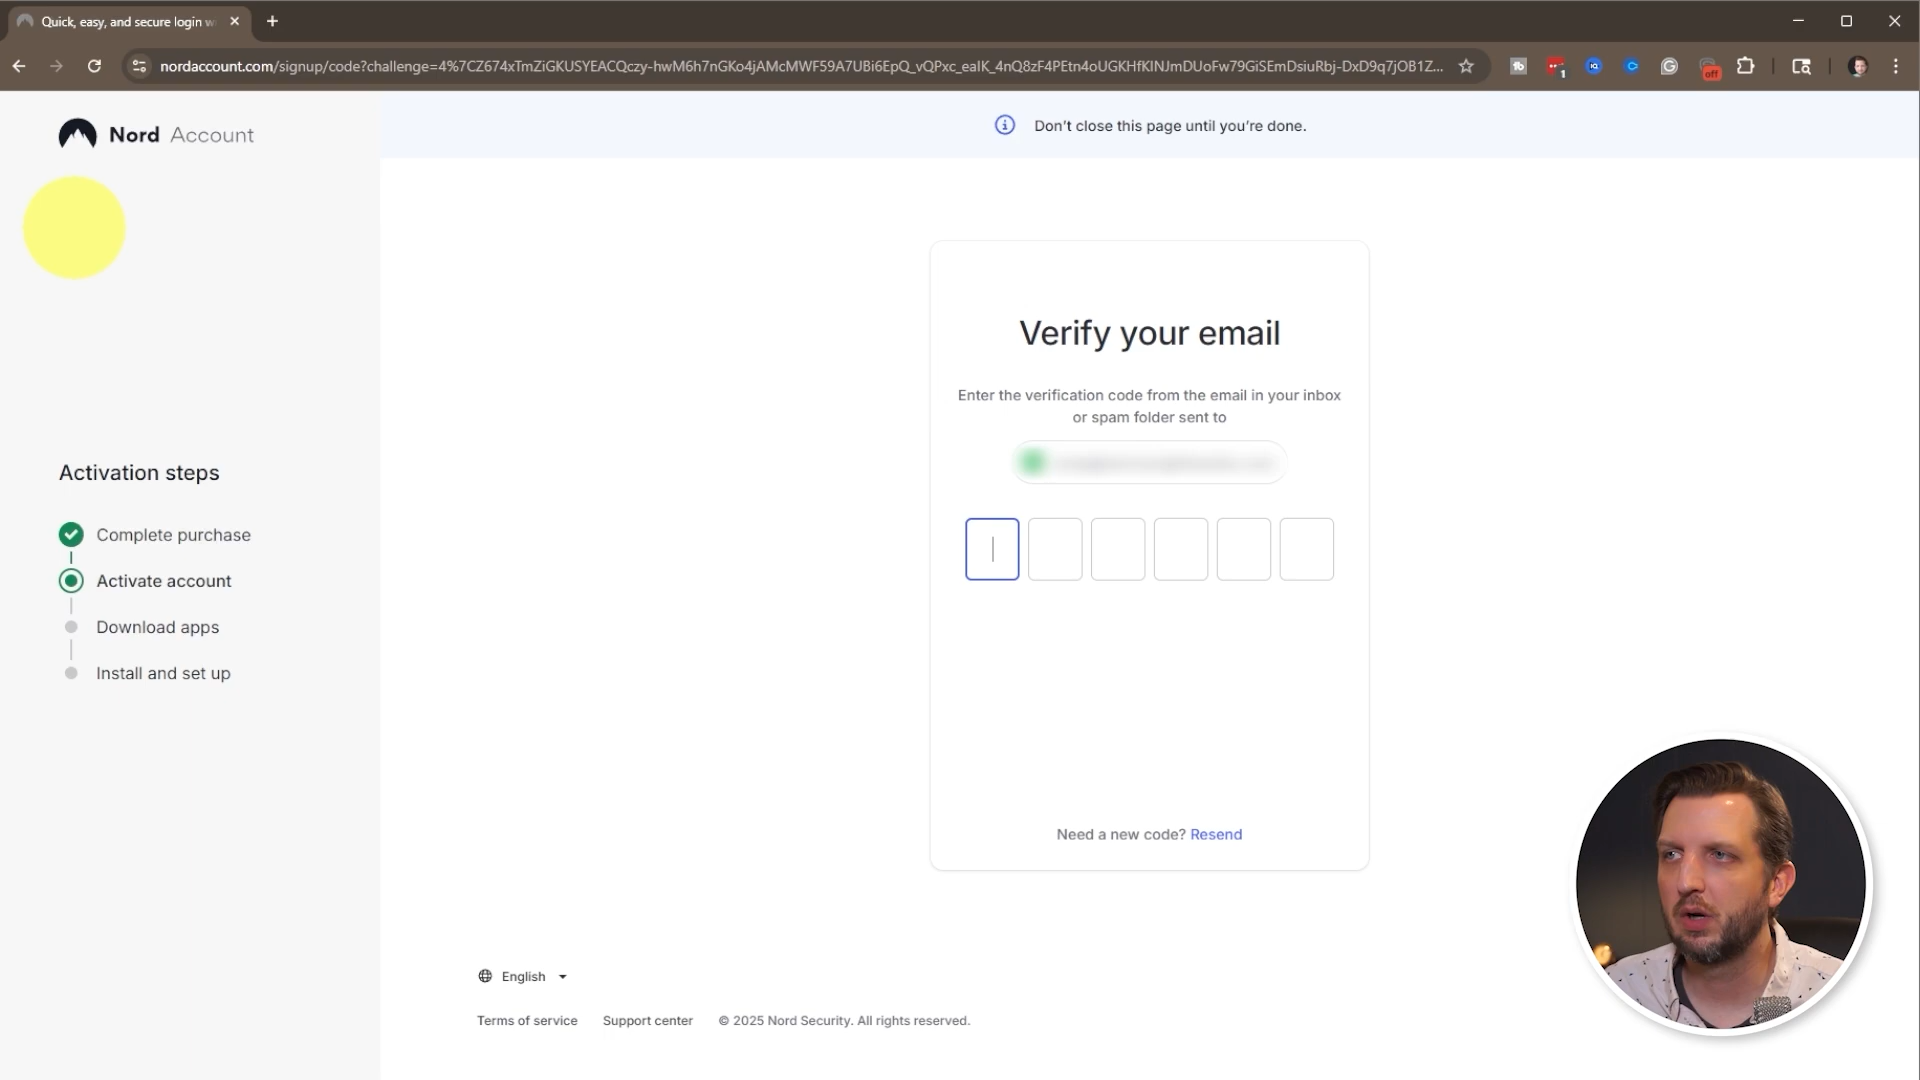 Quick, easy, and secure login w
nordaccount.com/signup/code?challenge=4%7CZ674xTmZiGKUSYEACQczy-hwM6h7nGKo4jAMcMWF59A7UBi6EpQ_vQPxc_ealK_4nQ8zF4PEtn4oUGKHfKINJmDUoFw79GiSEmDsiuRbj-DxD9q7jOB1Z...
1
off
Nord Account
Don't close this page until you're done.
Verify your email
Enter the verification code from the email in your inbox
or spam folder sent to
Activation steps
Complete purchase
Activate account
Download apps
Install and set up
Need a new code? Resend
English
Terms of service
Support center
© 2025 Nord Security. All rights reserved.